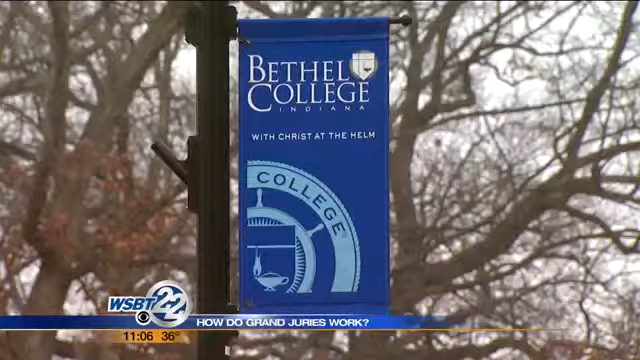 BETHEL
COLLEGE
INDIANA
WITH CHRIST AT THE HELM
COLLEGE
WSBT 22
HOW DO GRAND JURIES WORK?
11:06 36°